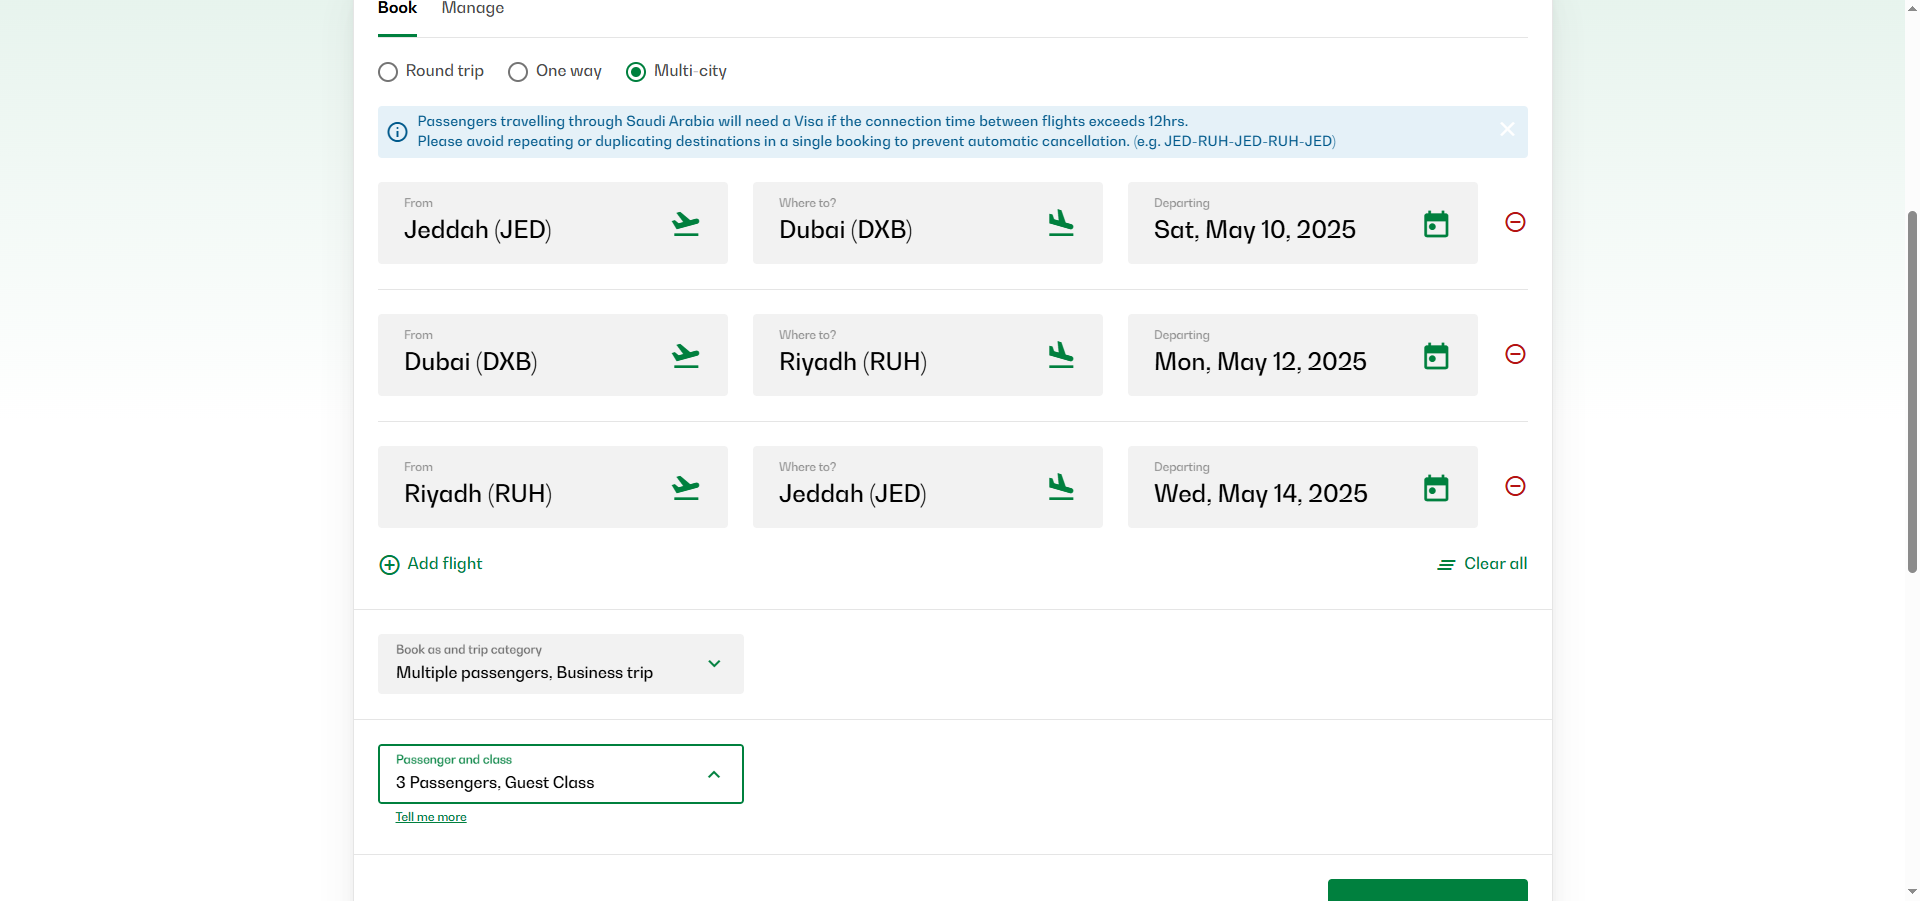 Book Manage
Round trip One way Multi-city
Passengers travelling through Saudi Arabia will need a Visa if the connection time between flights exceeds 12hrs.
Please avoid repeating or duplicating destinations in a single booking to prevent automatic cancellation. (e.g. JED-RUH-JED-RUH-JED)
From Where to? Departing
Jeddah (JED) Dubai (DXB) Sat, May 10, 2025
From Where to? Departing
Dubai (DXB) Riyadh (RUH) Mon, May 12, 2025
From Where to? Departing
Riyadh (RUH) Jeddah (JED) Wed, May 14, 2025
Add flight Clear all
Book as and trip category
Multiple passengers, Business trip
Passenger and class
3 Passengers, Guest Class
Tell me more